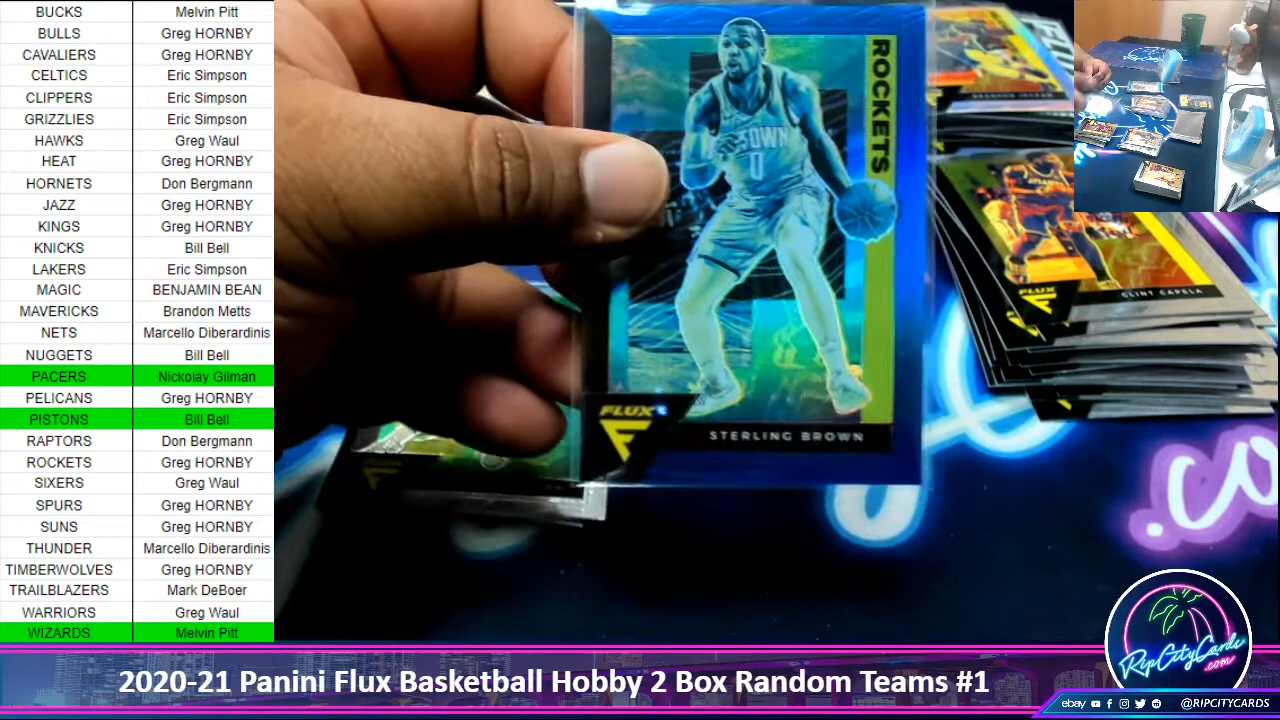 BUCKS Melvin Pitt
BULLS Greg HORNBY
CAVALIERS Greg HORNBY
CELTICS Eric Simpson
CLIPPERS Eric Simpson
GRIZZLIES Eric Simpson
HAWKS Greg Waul
HEAT Greg HORNBY
HORNETS Don Bergmann
JAZZ Greg HORNBY
KINGS Greg HORNBY
KNICKS Bill Bell
LAKERS Eric Simpson
MAGIC BENJAMIN BEAN
MAVERICKS Brandon Metts
NETS Marcello Diberardinis
NUGGETS Bill Bell
PACERS Nickolay Gilman
PELICANS Greg HORNBY
PISTONS Bill Bell
RAPTORS Don Bergmann
ROCKETS Greg HORNBY
SIXERS Greg Waul
SPURS Greg HORNBY
SUNS Greg HORNBY
THUNDER Marcello Diberardinis
TIMBERWOLVES Greg HORNBY
TRAILBLAZERS Mark DeBoer
WARRIORS Greg Waul
WIZARDS Melvin Pitt
ROCKETS
TOWN
0
FLUX
STERLING BROWN
FLUX
CLINT CAPELA
.co
RipCityCards
.com
2020-21 Panini Flux Basketball Hobby 2 Box Random Teams #1
ebay @RIPCITYCARDS